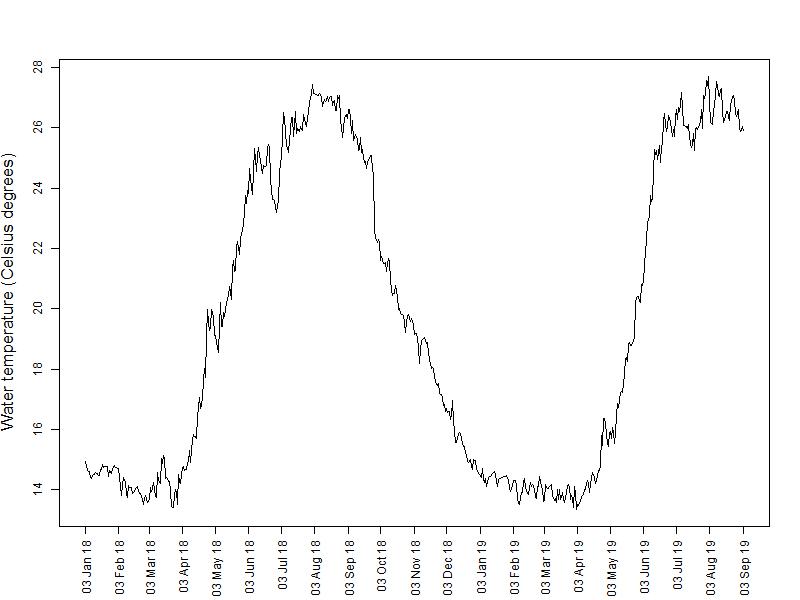 Water temperature (Celsius degrees)
28
26
24
22
20
18
16
14
03 Jan 18
03 Feb 18
03 Mar 18
03 Apr 18
03 May 18
03 Jun 18
03 Jul 18
03 Aug 18
03 Sep 18
03 Oct 18
03 Nov 18
03 Dec 18
03 Jan 19
03 Feb 19
03 Mar 19
03 Apr 19
03 May 19
03 Jun 19
03 Jul 19
03 Aug 19
03 Sep 19